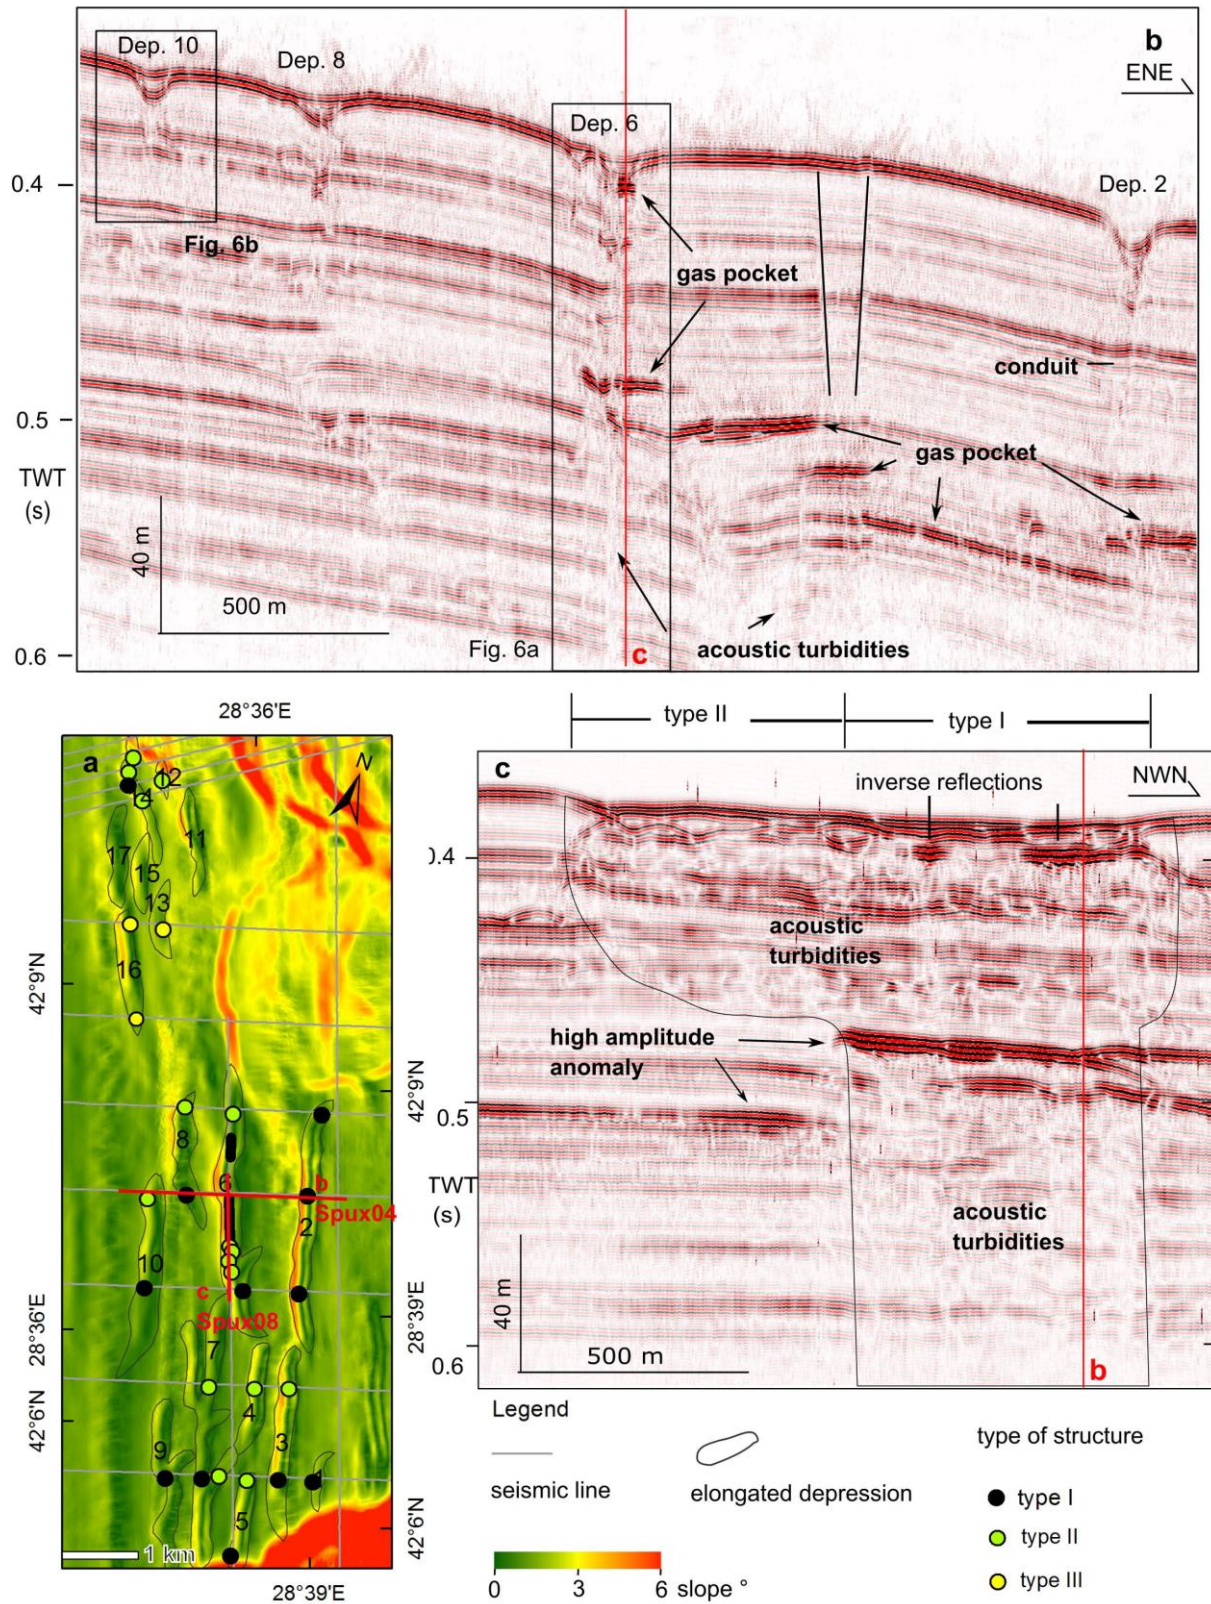 b
Dep. 10
Dep. 8
ENE
Dep. 6
Dep. 2
0.4
Fig. 6b
gas pocket
conduit
0.5
gas pocket
TWT
(s)
40 m
500 m
Fig. 6a
acoustic turbidities
c
0.6
28°36'E
type II
type I
a
N
c
inverse reflections
NWN
12
14
11
17
15
13
16
42°9'N
).4
acoustic
turbidities
high amplitude
anomaly
42°9'N
0.5
8
6
b
Spux04
2
10
TWT
(s)
acoustic
turbidities
c
Spux08
28°36'E
28°39'E
40 m
500 m
0.6
b
7
4
42°6'N
3
9
1
5
42°6'N
1 km
28°39'E
Legend
type of structure
seismic line
elongated depression
type I
type II
type III
0
3
6
slope °